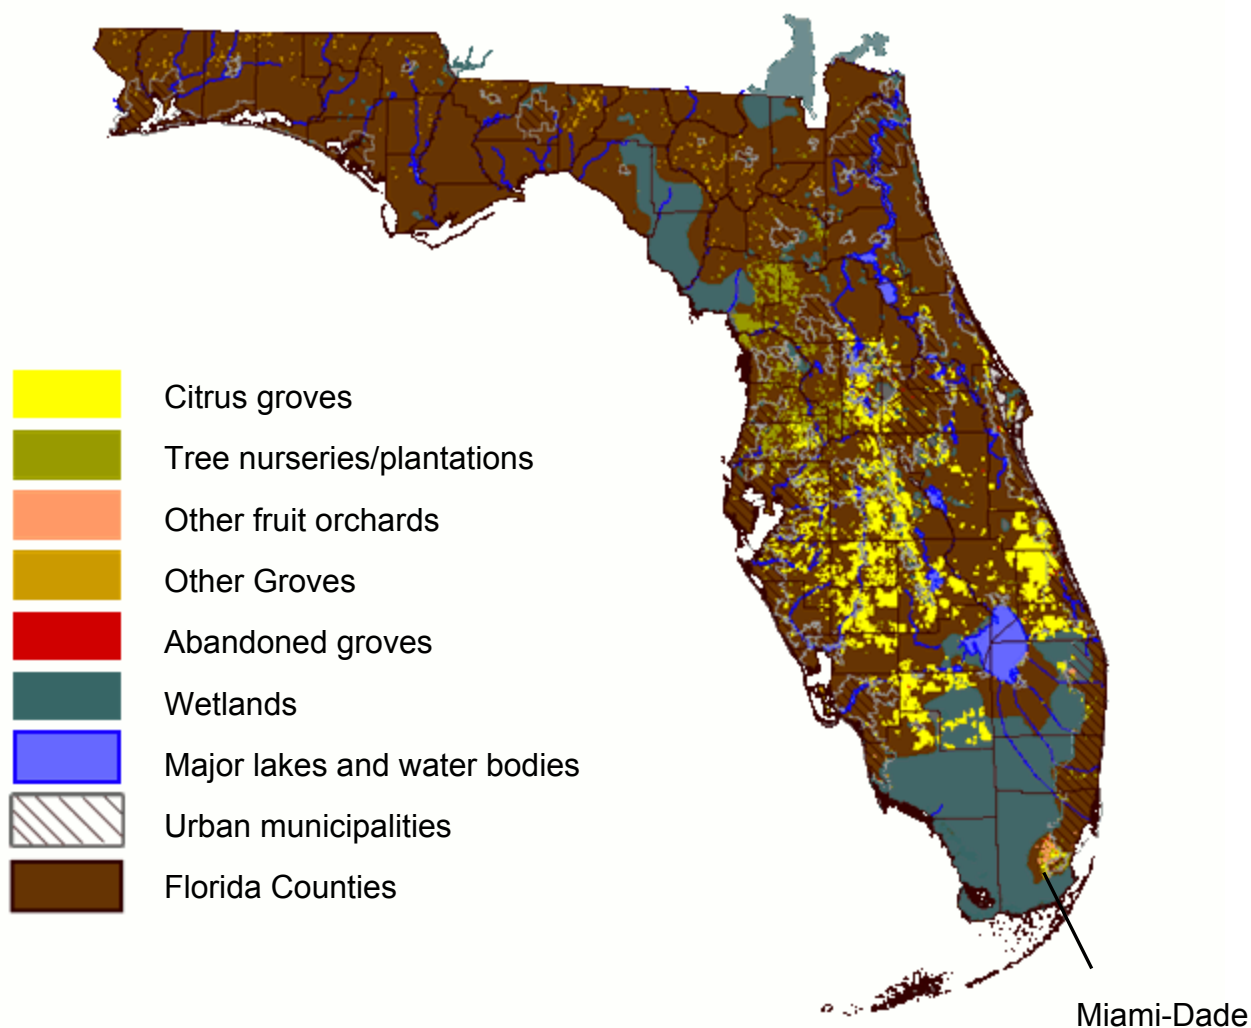 Citrus groves
Tree nurseries/plantations
Other fruit orchards
Other Groves
Abandoned groves
Wetlands
Major lakes and water bodies
Urban municipalities
Florida Counties
Miami-Dade